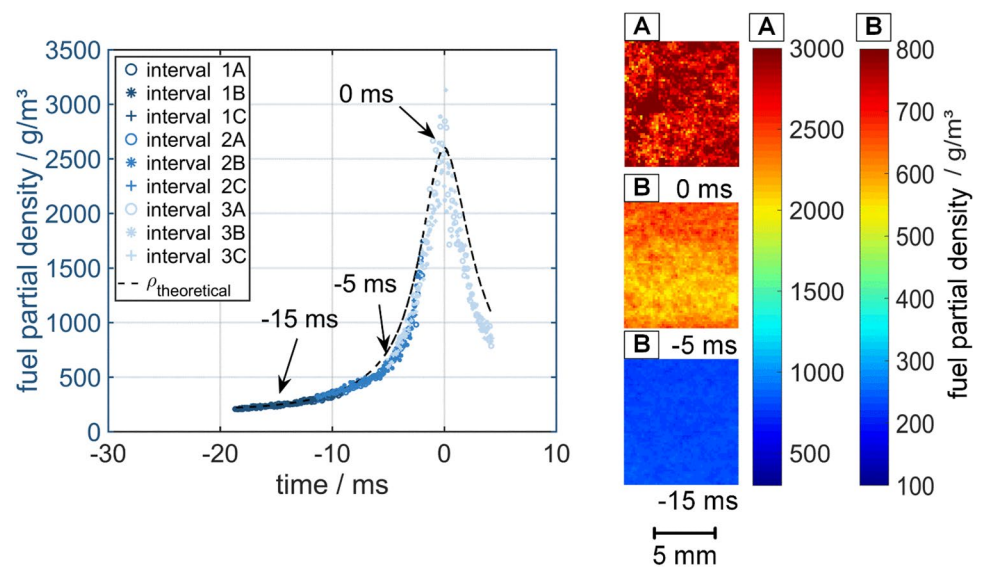 fuel partial density / g/m³
3500
3000
2500
2000
1500
1000
500
0
-30
-20
-10
0
10
time / ms
interval 1A
interval 1B
interval 1C
interval 2A
interval 2B
interval 2C
interval 3A
interval 3B
interval 3C
ρtheoretical
0 ms
-5 ms
-15 ms
A
0 ms
B
-5 ms
B
-15 ms
5 mm
A
3000
2500
2000
1500
1000
500
B
800
700
600
500
400
300
200
100
fuel partial density / g/m³